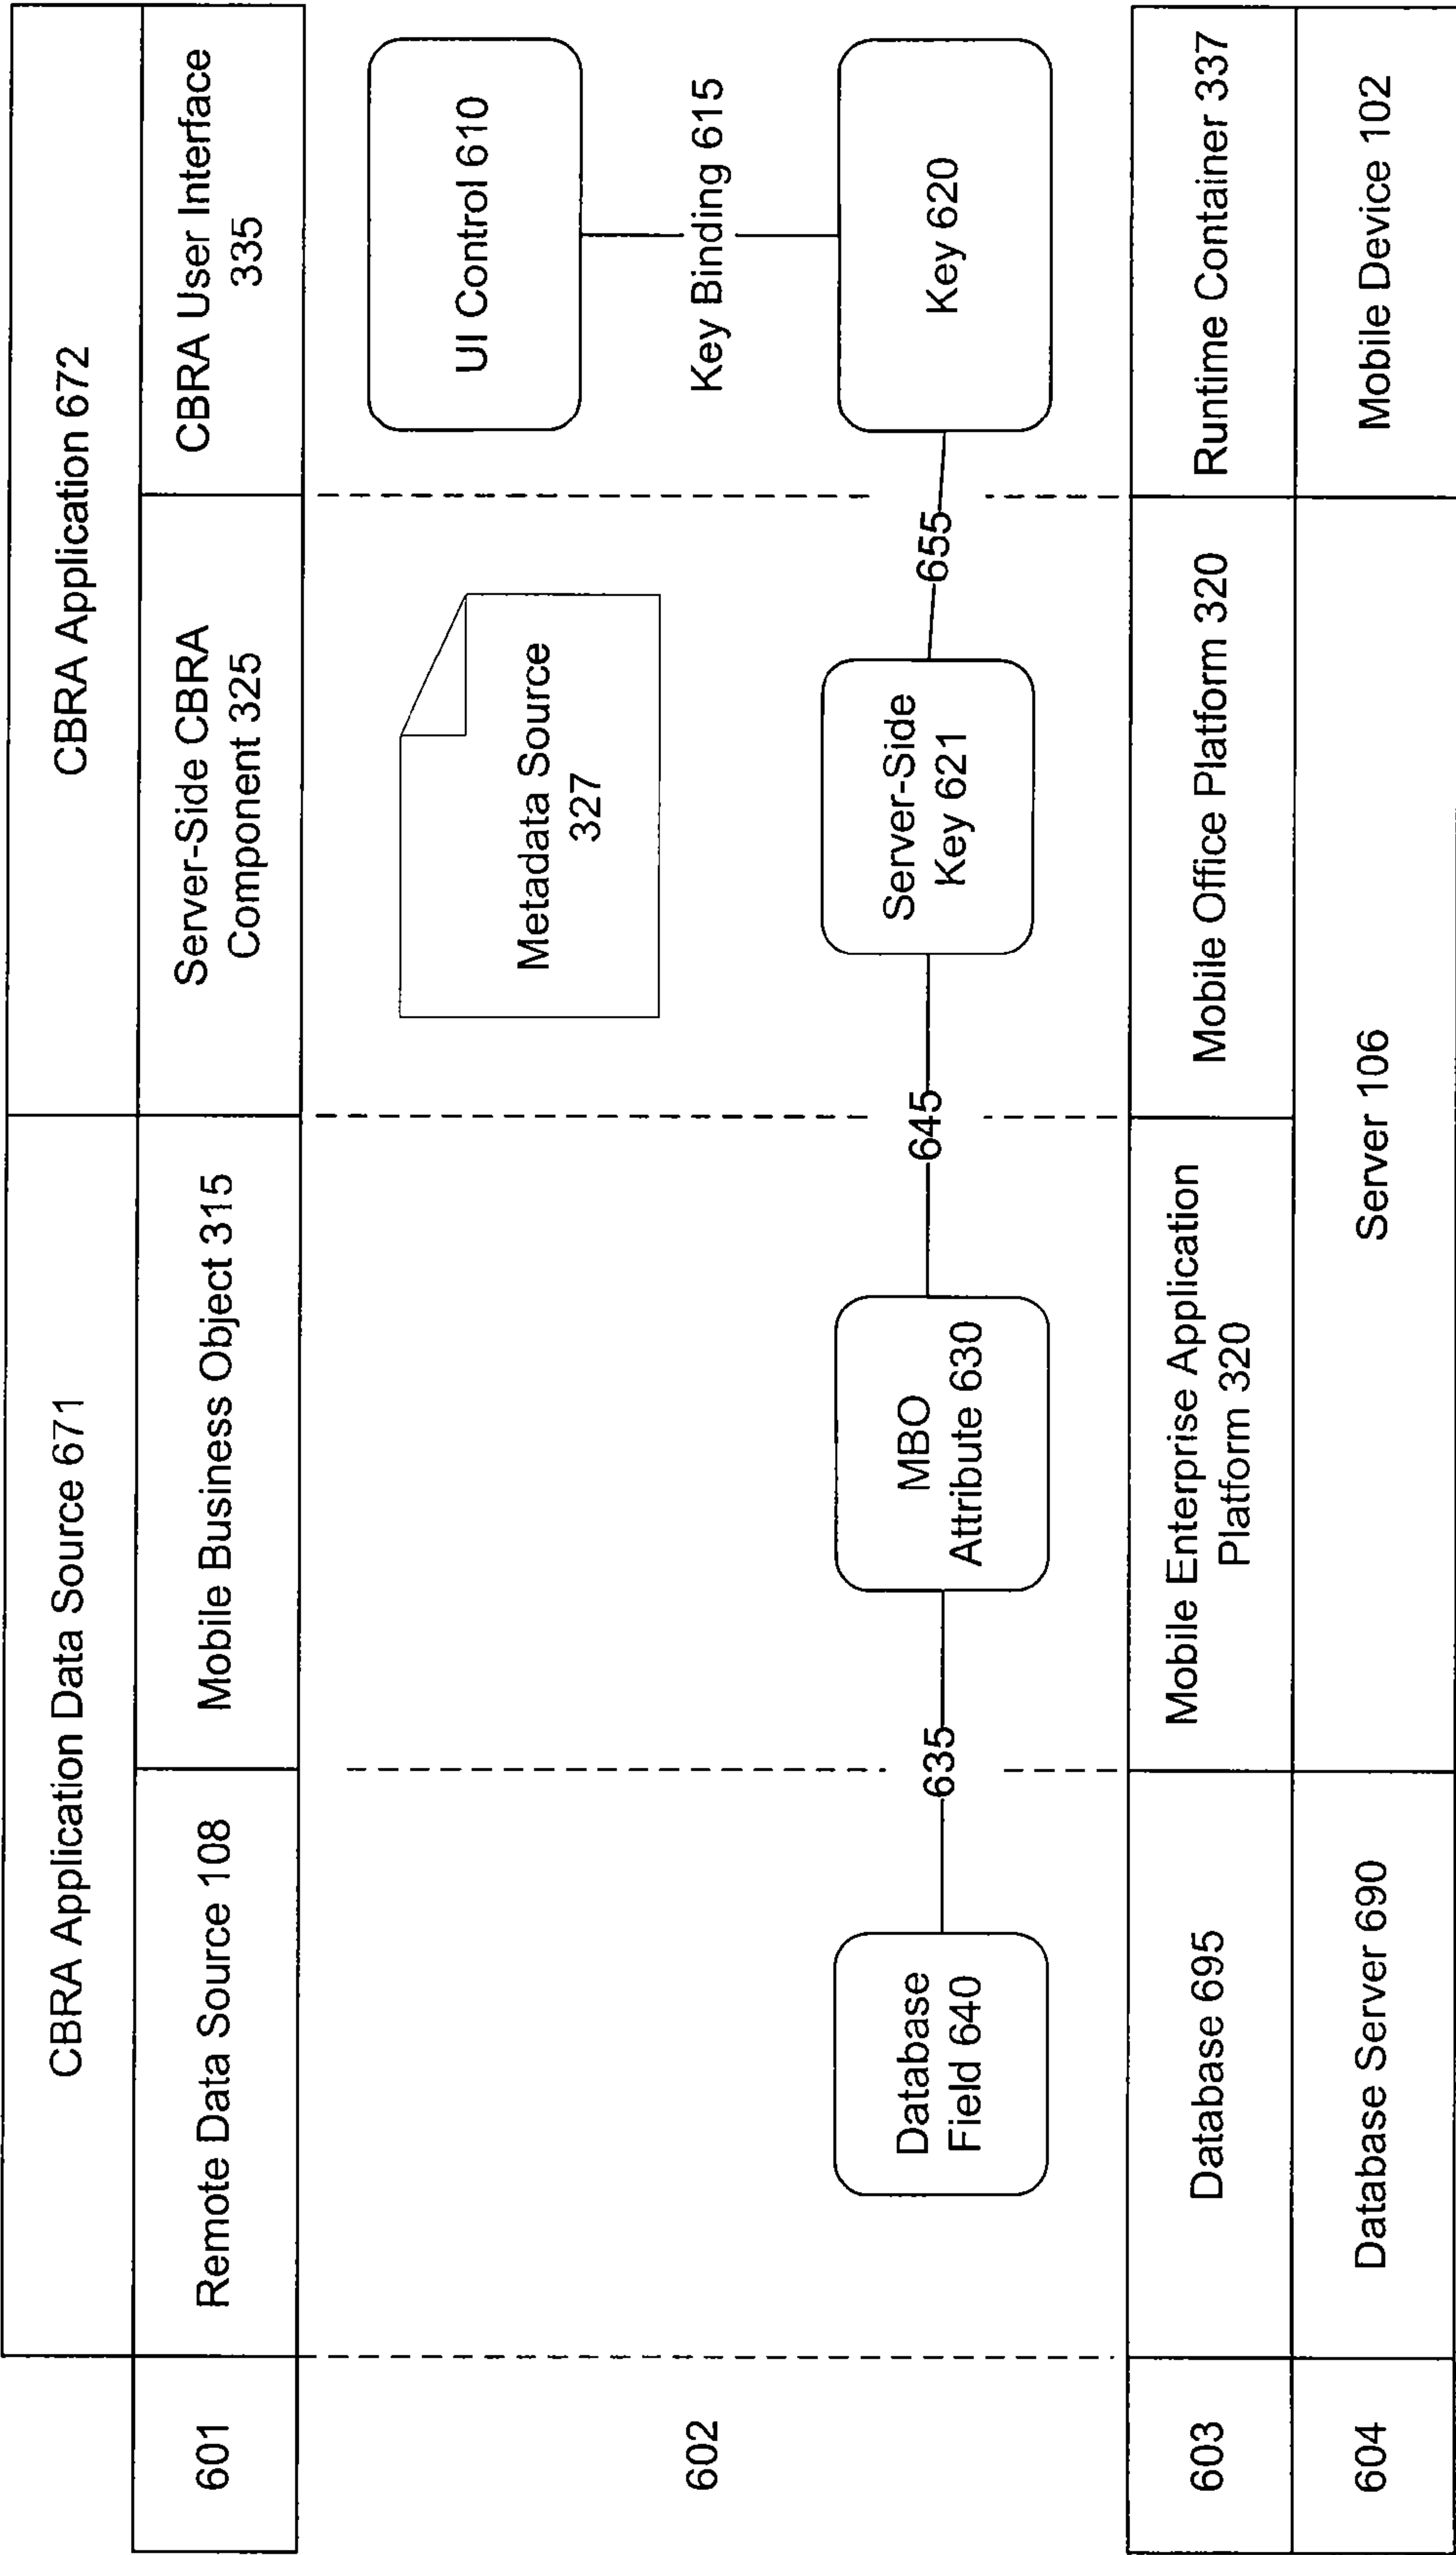 CBRA Application Data Source 671
CBRA Application 672
601
Remote Data Source 108
Mobile Business Object 315
Server-Side CBRA
Component 325
CBRA User Interface
335
602
Metadata Source
327
UI Control 610
Key Binding 615
Database
Field 640
635
MBO
Attribute 630
645
Server-Side
Key 621
655
Key 620
603
Database 695
Mobile Enterprise Application
Platform 320
Mobile Office Platform 320
Runtime Container 337
604
Database Server 690
Server 106
Mobile Device 102